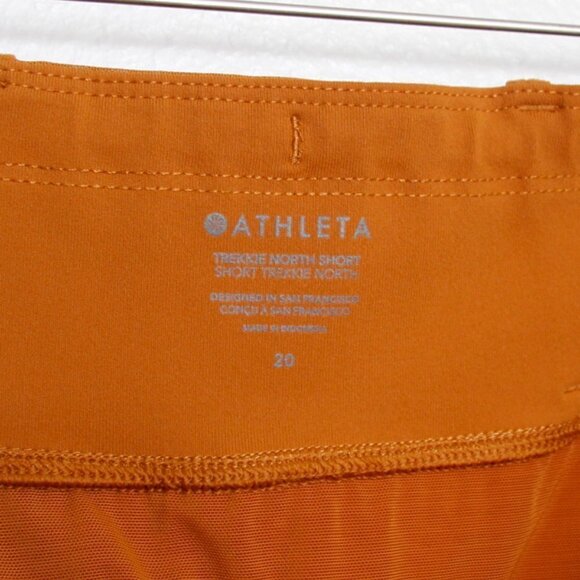 ATHLETA
TREKKIE NORTH SHORT
SHORT TREKKIE NORTH
DESIGNED IN SAN FRANCISCO
CONÇU À SAN FRANCISCO
MADE IN INDONESIA
20